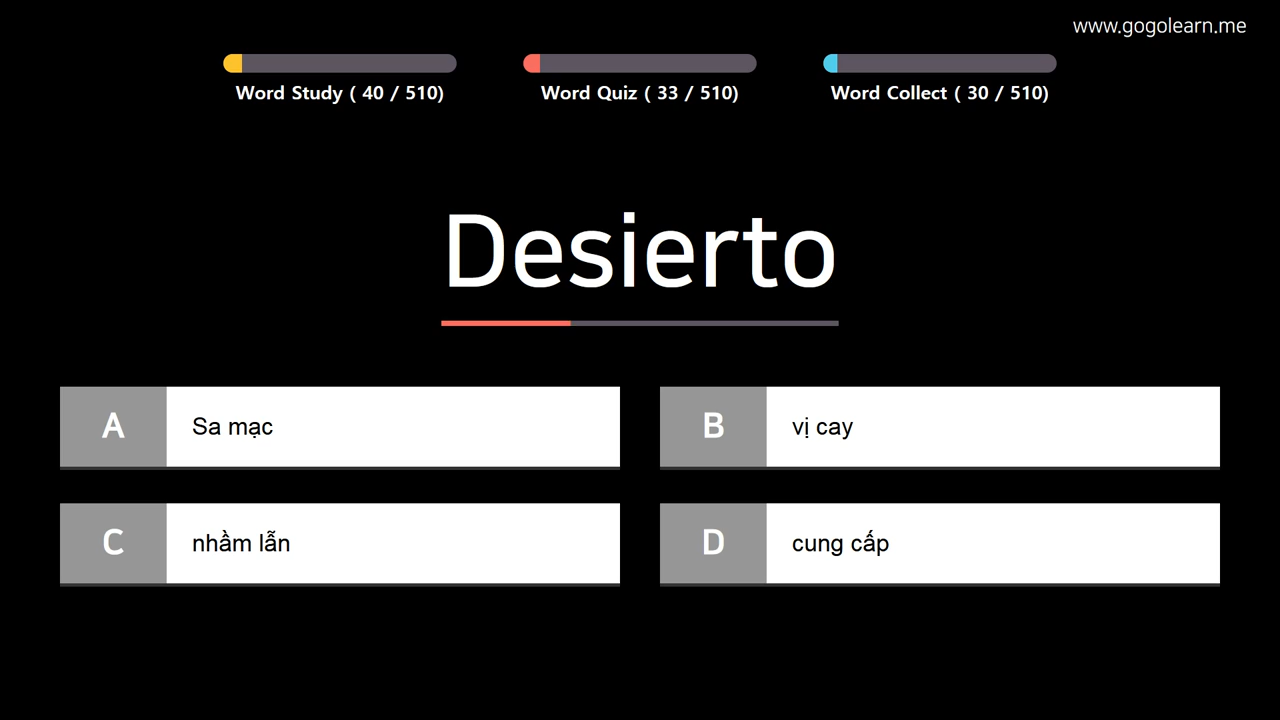 www.gogolearn.me
Word Study ( 40 / 510)
Word Quiz ( 33 / 510)
Word Collect ( 30 / 510)
Desierto
A
Sa mạc
B
vị cay
C
nhầm lẫn
D
cung cấp